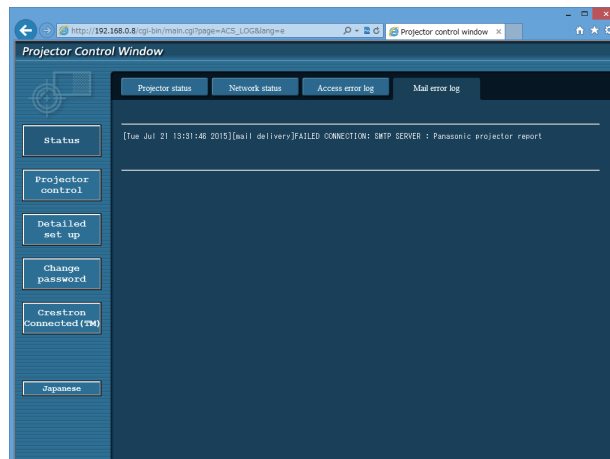 http://192.168.0.8/cgi-bin/main.cgi?page=ACS_LOG&lang=e
Projector control window
Projector Control Window
Projector status
Network status
Access error log
Mail error log
[Tue Jul 21 13:31:46 2015][mail delivery]FAILED CONNECTION: SMTP SERVER : Panasonic projector report
Status
Projector
control
Detailed
set up
Change
password
Crestron
Connected(TM)
Japanese